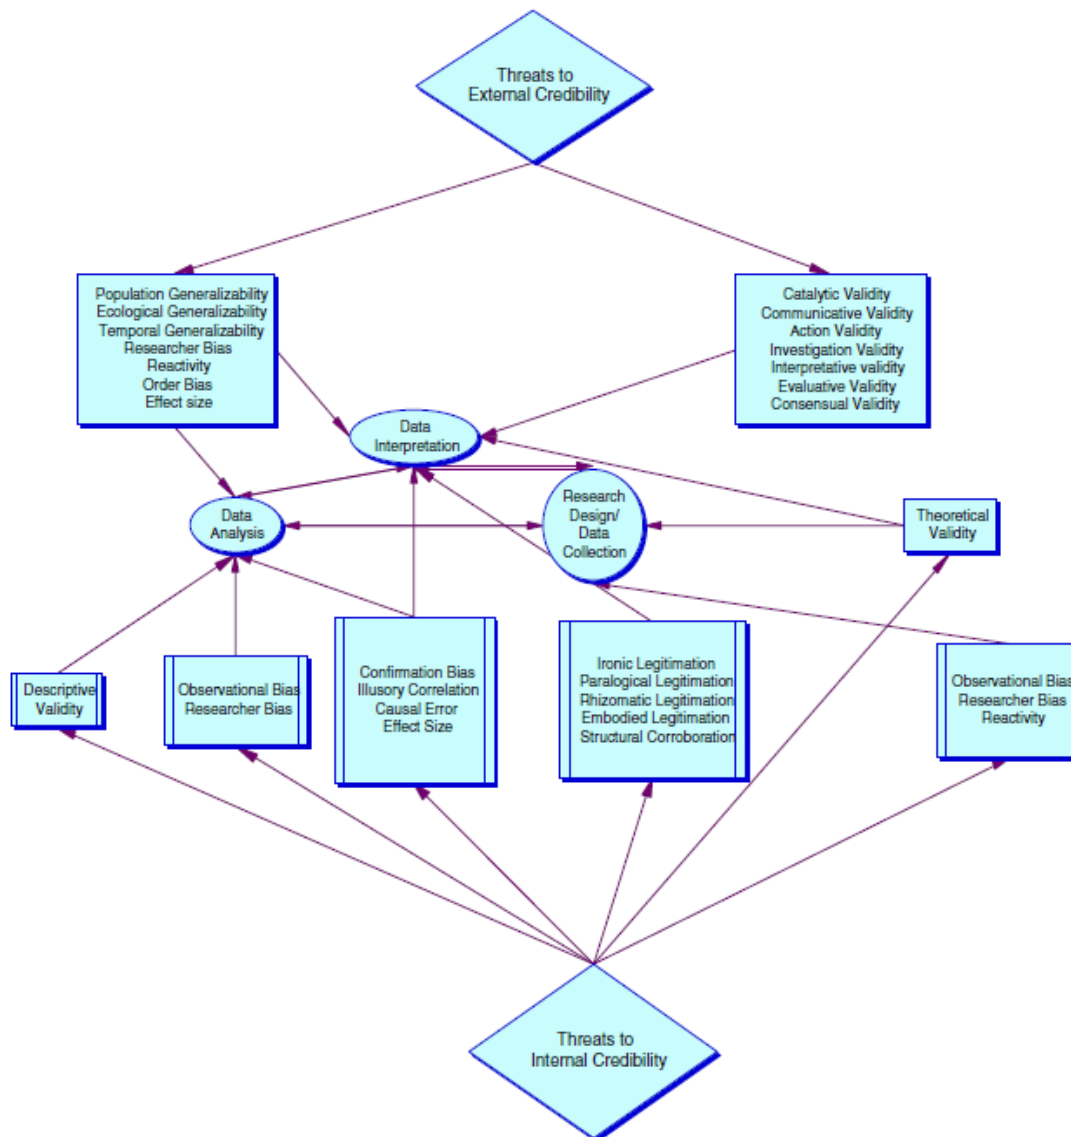 Threats to
External Credibility
Population Generalizability
Ecological Generalizability
Temporal Generalizability
Researcher Bias
Reactivity
Order Bias
Effect size
Catalytic Validity
Communicative Validity
Action Validity
Investigation Validity
Interpretative validity
Evaluative Validity
Consensual Validity
Data
Interpretation
Data
Analysis
Research
Design/
Data
Collection
Theoretical
Validity
Descriptive
Validity
Observational Bias
Researcher Bias
Confirmation Bias
Illusory Correlation
Causal Error
Effect Size
Ironic Legitimation
Paralogical Legitimation
Rhizomatic Legitimation
Embodied Legitimation
Structural Corroboration
Observational Bias
Researcher Bias
Reactivity
Threats to
Internal Credibility